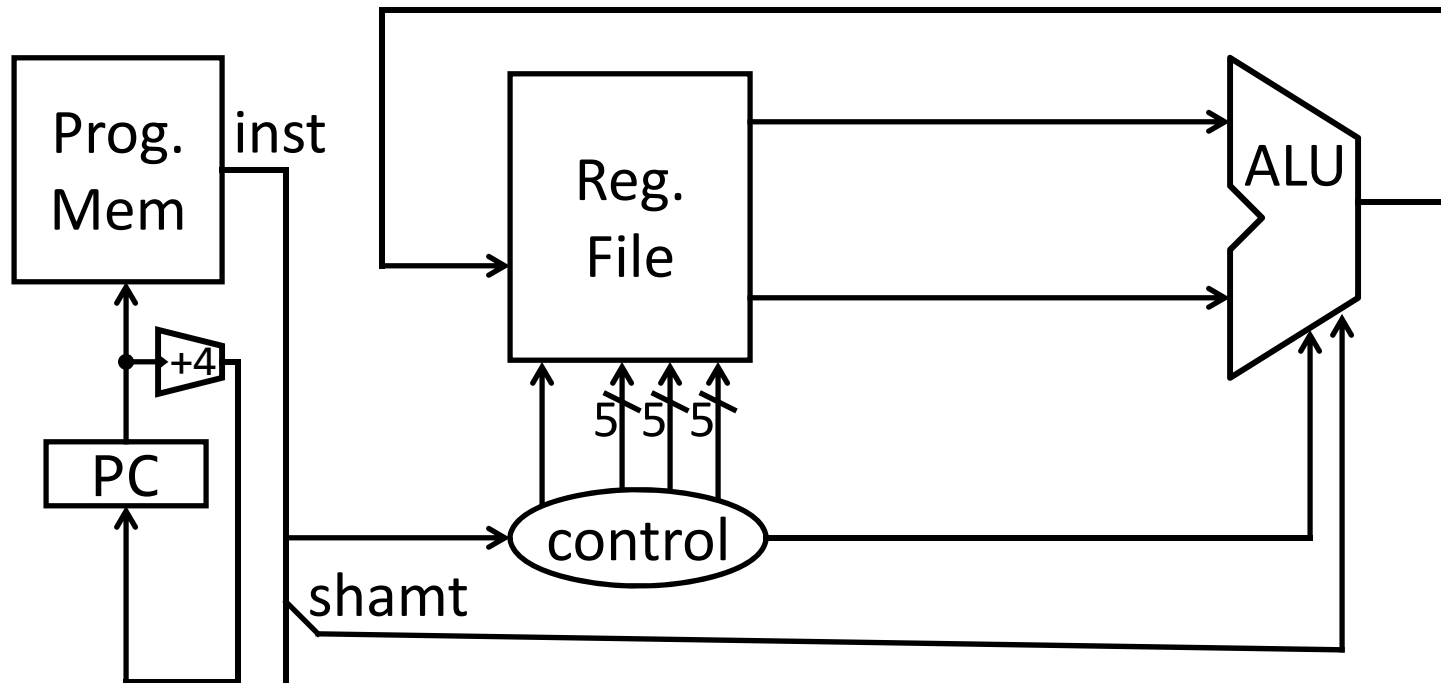 Prog.
Mem
inst
Reg.
File
ALU
+4
PC
5 5 5
control
shamt